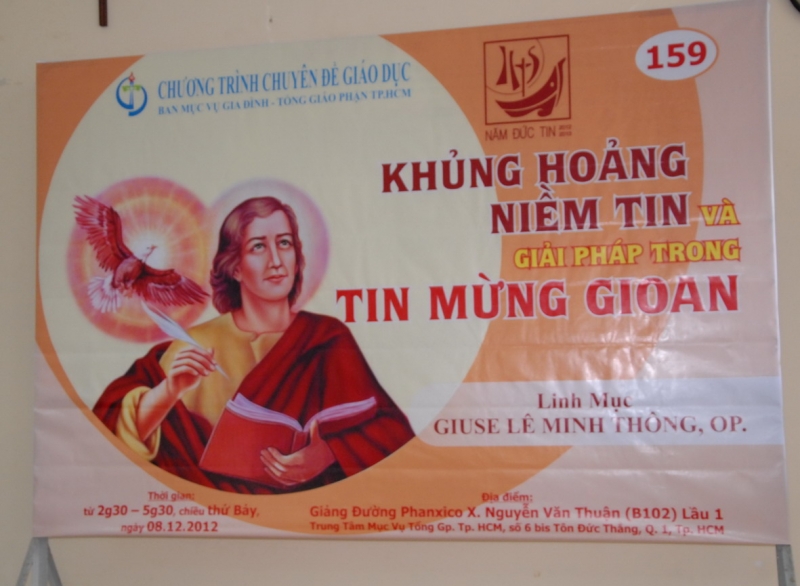 CHƯƠNG TRÌNH CHUYÊN ĐỀ GIÁO DỤC
BAN MỤC VỤ GIA ĐÌNH - TỔNG GIÁO PHẬN TP.HCM
159
IHS
NĂM ĐỨC TIN
KHỦNG HOẢNG
NIỀM TIN VÀ
GIẢI PHÁP TRONG
TIN MỪNG GIOAN
Linh Mục
GIUSE LÊ MINH THÔNG, OP.
Thời gian:
từ 2g30 – 5g30, chiều thứ Bảy,
ngày 08.12.2012
Địa điểm:
Giảng Đường Phanxico X. Nguyễn Văn Thuận (B102) Lầu 1
Trung Tâm Mục Vụ Tổng Gp. Tp. HCM, số 6 bis Tôn Đức Thắng, Q. 1, Tp. HCM